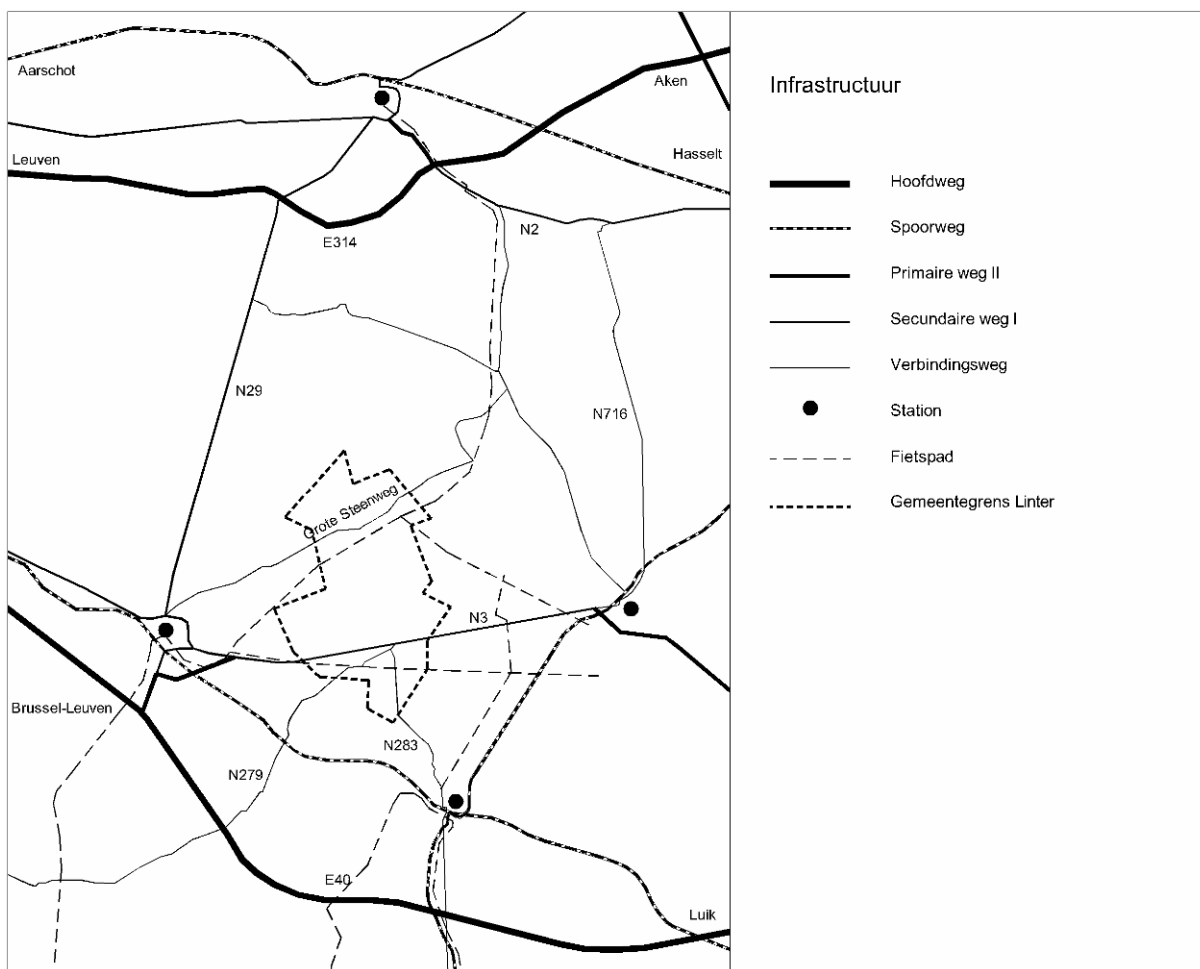 Aarschot
Aken
Leuven
Hasselt
E314
N2
N29
N716
Grote Steenweg
N3
Brussel-Leuven
N283
N279
E40
Luik
Infrastructuur
Hoofdweg
Spoorweg
Primaire weg II
Secundaire weg I
Verbindingsweg
Station
Fietspad
Gemeentegrens Linter